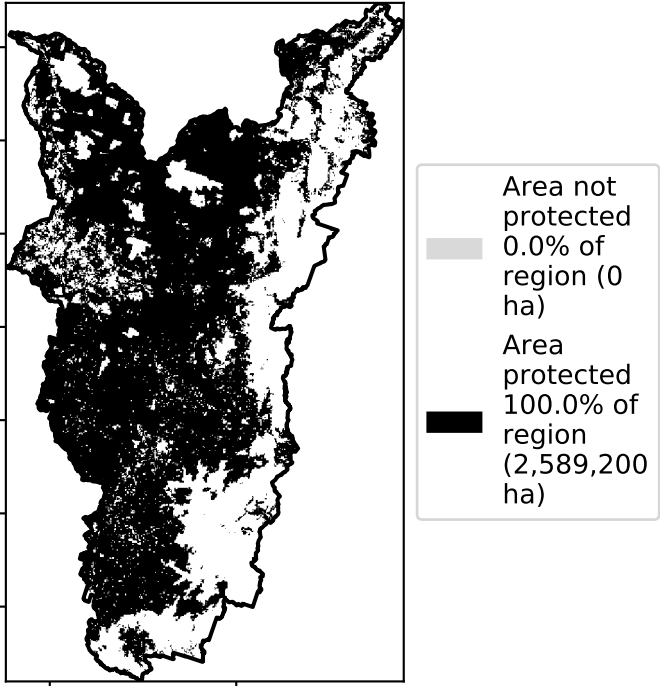 Area not
protected
0.0% of
region (0
ha)
Area
protected
100.0% of
region
(2,589,200
ha)